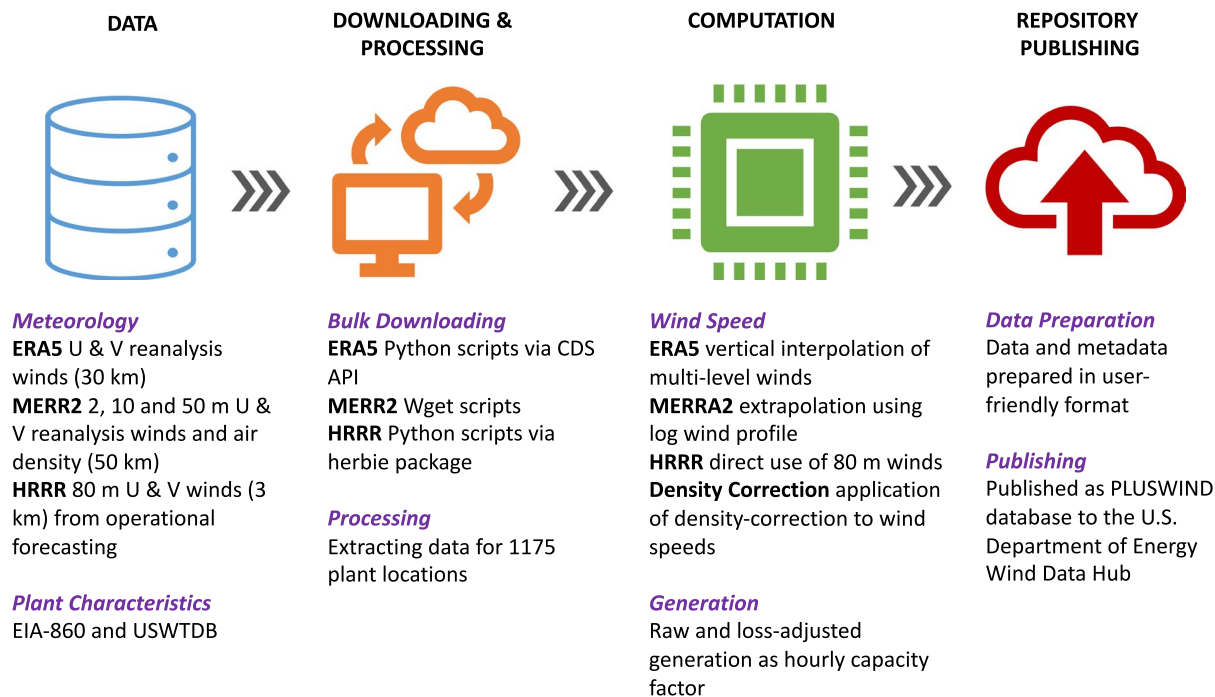 DATA
Meteorology
ERA5 U & V reanalysis
winds (30 km)
MERR2 2, 10 and 50 m U &
V reanalysis winds and air
density (50 km)
HRRR 80 m U & V winds (3
km) from operational
forecasting
Plant Characteristics
EIA-860 and USWTDB
DOWNLOADING &
PROCESSING
Bulk Downloading
ERA5 Python scripts via CDS
API
MERR2 Wget scripts
HRRR Python scripts via
herbie package
Processing
Extracting data for 1175
plant locations
COMPUTATION
Wind Speed
ERA5 vertical interpolation of
multi-level winds
MERRA2 extrapolation using
log wind profile
HRRR direct use of 80 m winds
Density Correction application
of density-correction to wind
speeds
Generation
Raw and loss-adjusted
generation as hourly capacity
factor
REPOSITORY
PUBLISHING
Data Preparation
Data and metadata
prepared in user-
friendly format
Publishing
Published as PLUSWIND
database to the U.S.
Department of Energy
Wind Data Hub